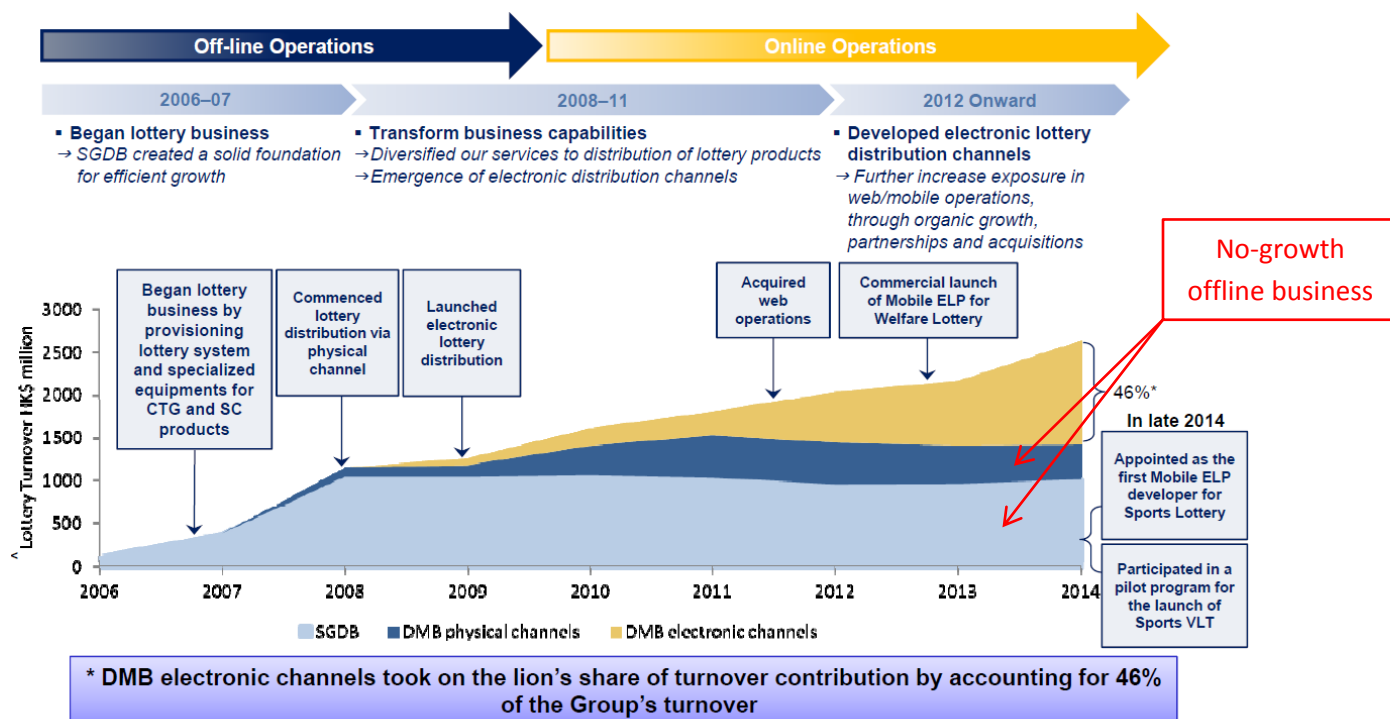 Off-line Operations
Online Operations
2006–07
2008–11
2012 Onward
▪ Began lottery business
→ SGDB created a solid foundation
for efficient growth
▪ Transform business capabilities
→Diversified our services to distribution of lottery products
→Emergence of electronic distribution channels
▪ Developed electronic lottery
distribution channels
→ Further increase exposure in
web/mobile operations,
through organic growth,
partnerships and acquisitions
No-growth
offline business
Began lottery
business by
provisioning
lottery system
and specialized
equipments for
CTG and SC
products
Commenced
lottery
distribution via
physical
channel
Launched
electronic
lottery
distribution
Acquired
web
operations
Commercial launch
of Mobile ELP for
Welfare Lottery
^ Lottery Turnover HK$ million
3000
2500
2000
1500
1000
500
0
46%*
In late 2014
Appointed as the
first Mobile ELP
developer for
Sports Lottery
Participated in a
pilot program for
the launch of
Sports VLT
2006
2007
2008
2009
2010
2011
2012
2013
2014
SGDB
DMB physical channels
DMB electronic channels
* DMB electronic channels took on the lion's share of turnover contribution by accounting for 46%
of the Group's turnover